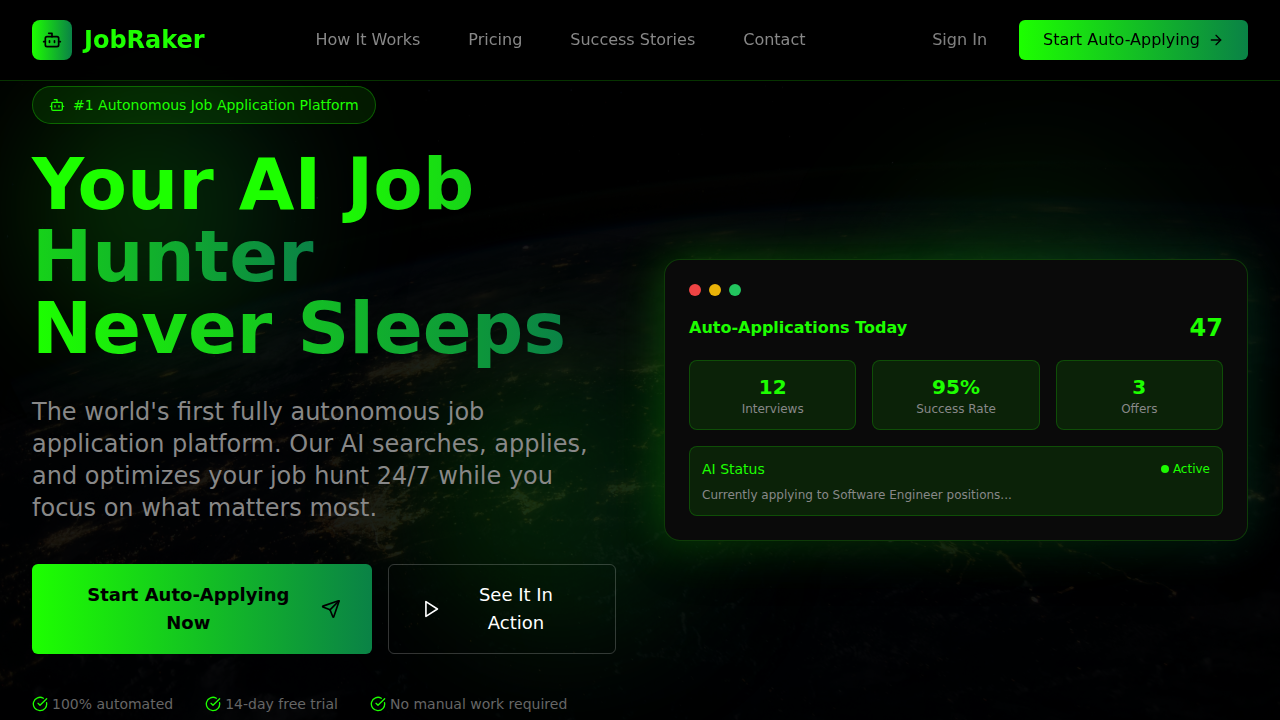 JobRaker
How It Works
Pricing
Success Stories
Contact
Sign In
Start Auto-Applying
#1 Autonomous Job Application Platform
Your AI Job
Hunter
Never Sleeps
The world's first fully autonomous job
application platform. Our AI searches, applies,
and optimizes your job hunt 24/7 while you
focus on what matters most.
Start Auto-Applying
Now
See It In
Action
100% automated
14-day free trial
No manual work required
Auto-Applications Today
47
12
Interviews
95%
Success Rate
3
Offers
AI Status
Active
Currently applying to Software Engineer positions...